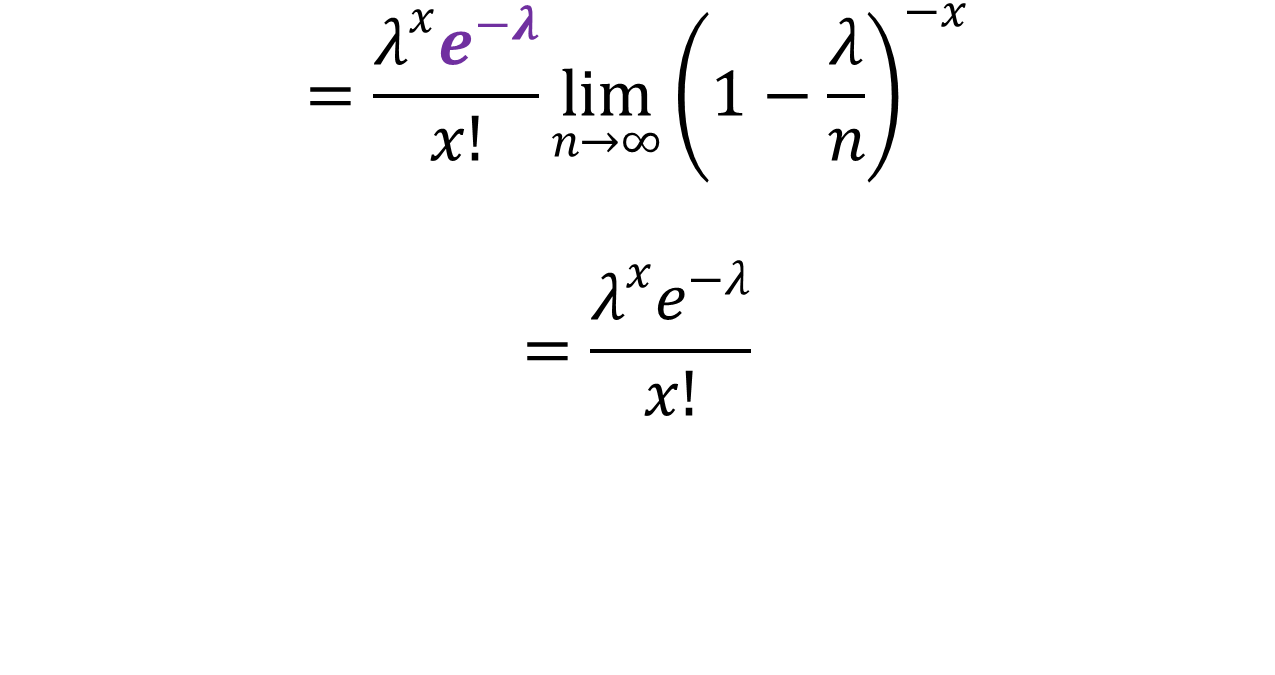 = λ^x e^{−λ} / x! lim_{n→∞} (1 − λ/n)^{−x}
= λ^x e^{−λ} / x!